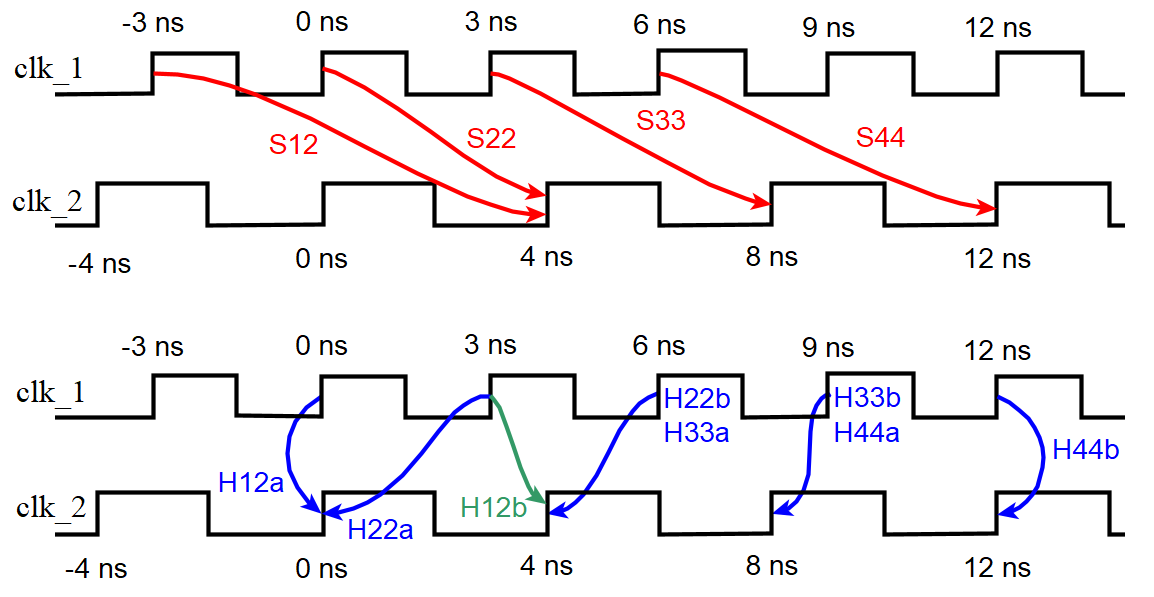 -3 ns 0 ns 3 ns 6 ns 9 ns 12 ns
clk_1
S12 S22 S33 S44
clk_2
-4 ns 0 ns 4 ns 8 ns 12 ns
-3 ns 0 ns 3 ns 6 ns 9 ns 12 ns
clk_1 H22b H33b
H33a H44a
H44b
H12a
clk_2 H12b
H22a
-4 ns 0 ns 4 ns 8 ns 12 ns